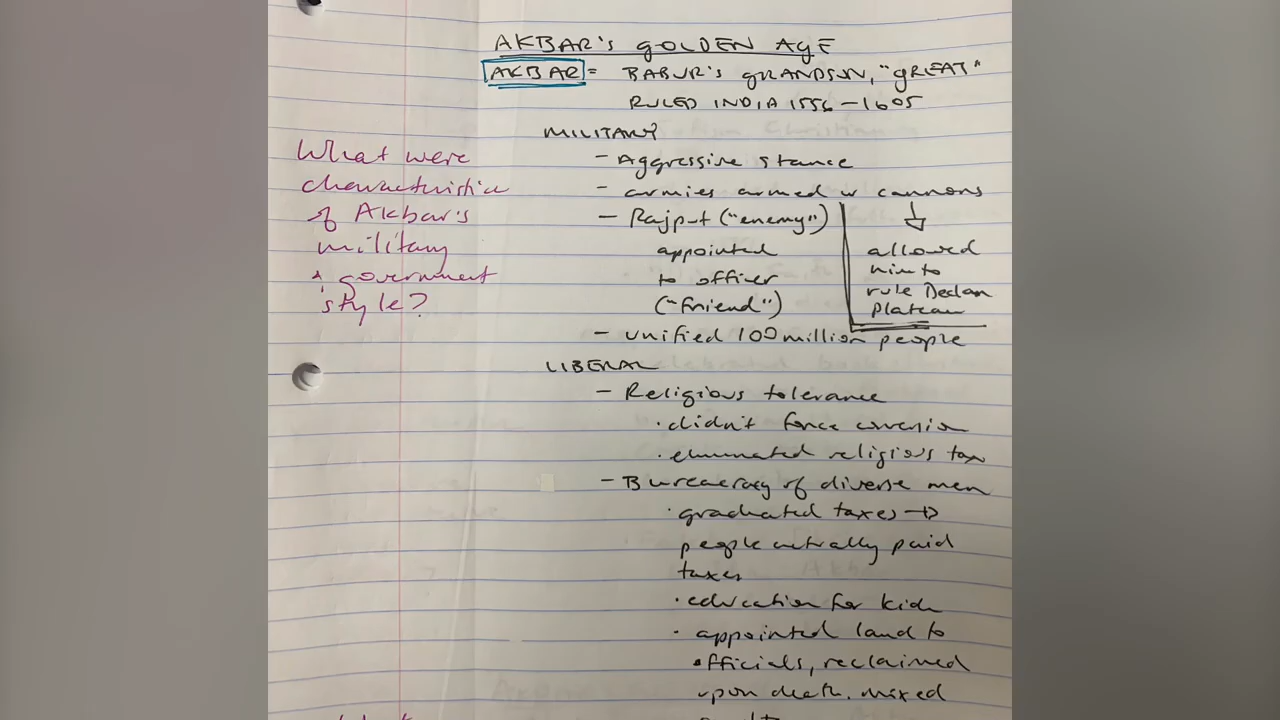 AKBAR'S GOLDEN AGE
AKBAR = BABUR'S GRANDSON, "GREAT"
RULED INDIA 1556-1605
MILITARY
- Aggressive stance
- armies armed w cannons
- Rajput ("enemy")
appointed
to officer
("friend")
allowed
him to
rule Deccan
Plateau
- unified 100 million people
What were
characteristics
of Akbar's
military
& government
style?
LIBERAL
- Religious tolerance
· didn't force conversion
· eliminated religious tax
- Bureacracy of diverse men
· graduated taxes →
people actually paid
taxes
· education for kids
· appointed land to
officials, reclaimed
upon death. mixed